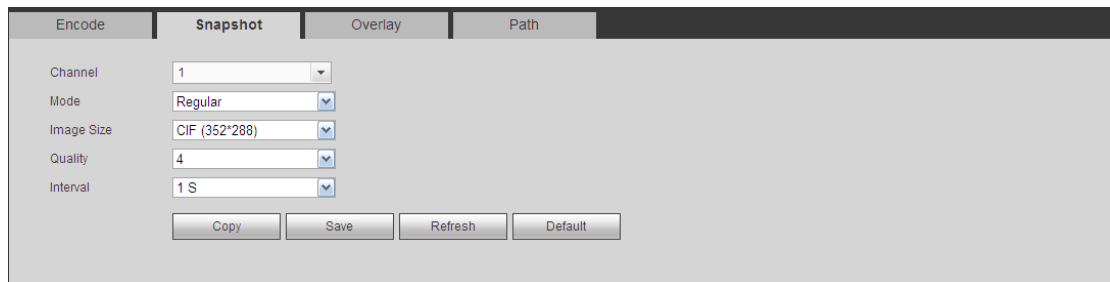 Encode Snapshot Overlay Path
Channel 1
Mode Regular
Image Size CIF (352*288)
Quality 4
Interval 1 S
Copy Save Refresh Default